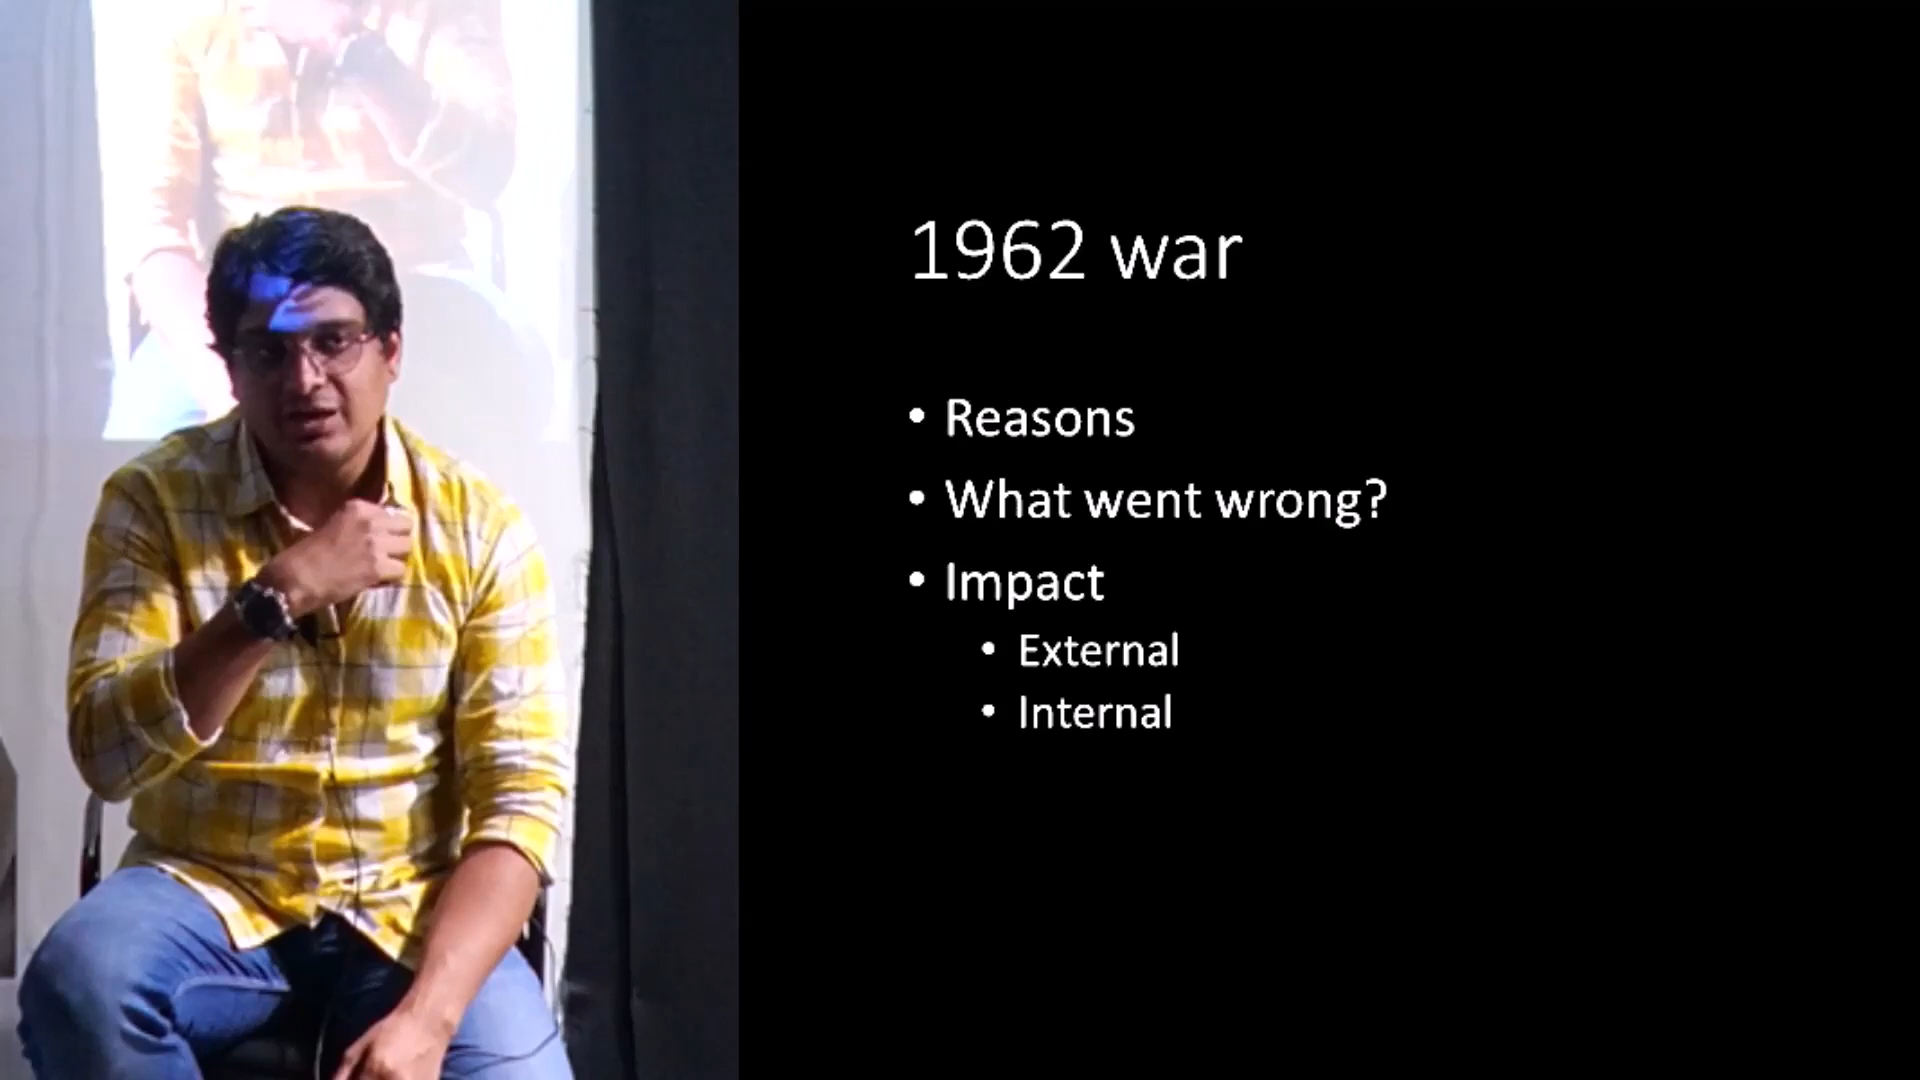 1962 war
• Reasons
• What went wrong?
• Impact
• External
• Internal